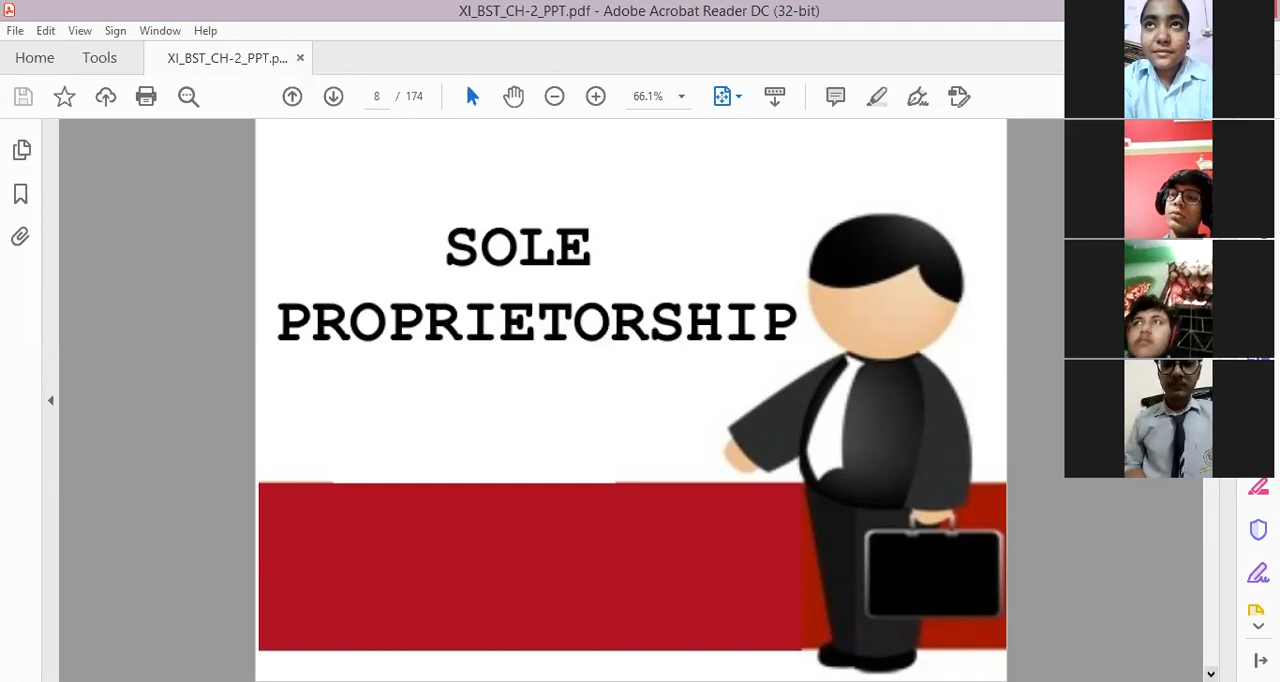 XI_BST_CH-2_PPT.pdf - Adobe Acrobat Reader DC (32-bit)
File Edit View Sign Window Help
Home Tools XI_BST_CH-2_PPT.p... ×
8 / 174 66.1%
SOLE
PROPRIETORSHIP